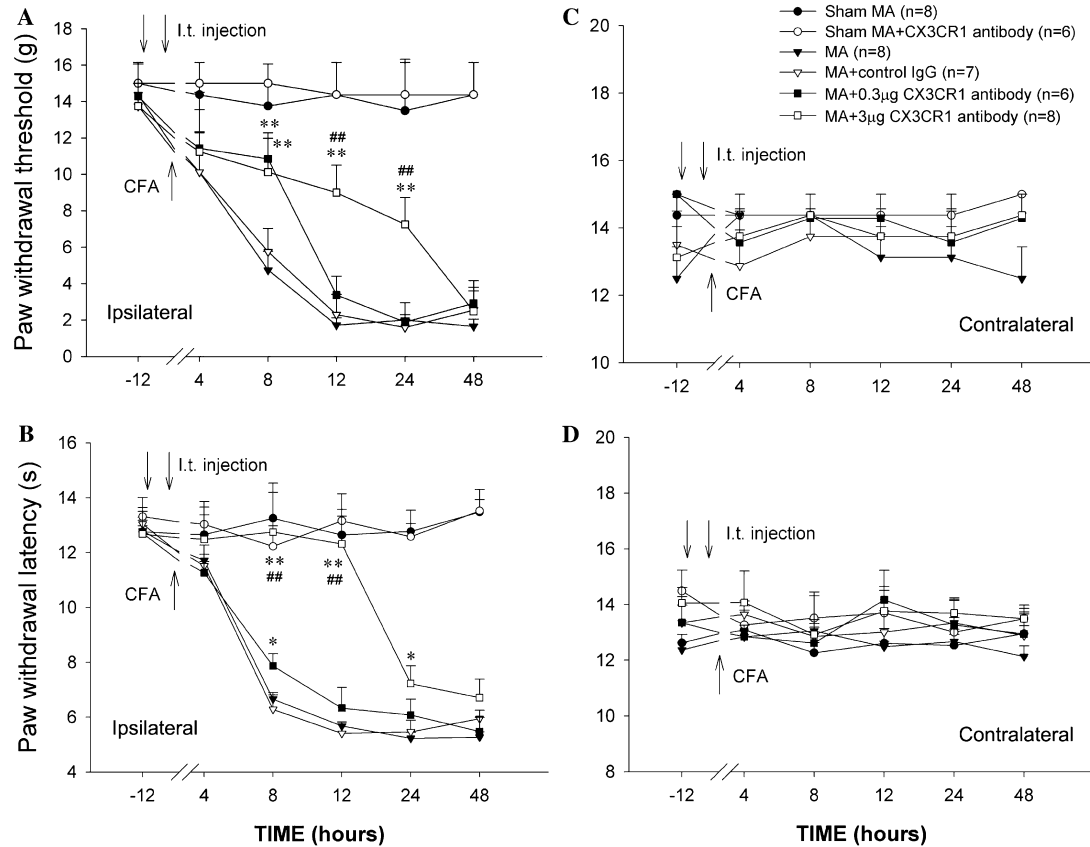 A
Paw withdrawal threshold (g)
18
16
14
12
10
8
6
4
2
0
I.t. injection
CFA
**
**
##
**
##
**
Ipsilateral
-12 4 8 12 24 48
C
Sham MA (n=8)
Sham MA+CX3CR1 antibody (n=6)
MA (n=8)
MA+control IgG (n=7)
MA+0.3μg CX3CR1 antibody (n=6)
MA+3μg CX3CR1 antibody (n=8)
20
18
16
14
12
10
I.t. injection
CFA
Contralateral
-12 4 8 12 24 48
B
Paw withdrawal latency (s)
16
14
12
10
8
6
4
I.t. injection
CFA
**
##
**
##
*
*
Ipsilateral
-12 4 8 12 24 48
TIME (hours)
D
20
18
16
14
12
10
8
I.t. injection
CFA
Contralateral
-12 4 8 12 24 48
TIME (hours)